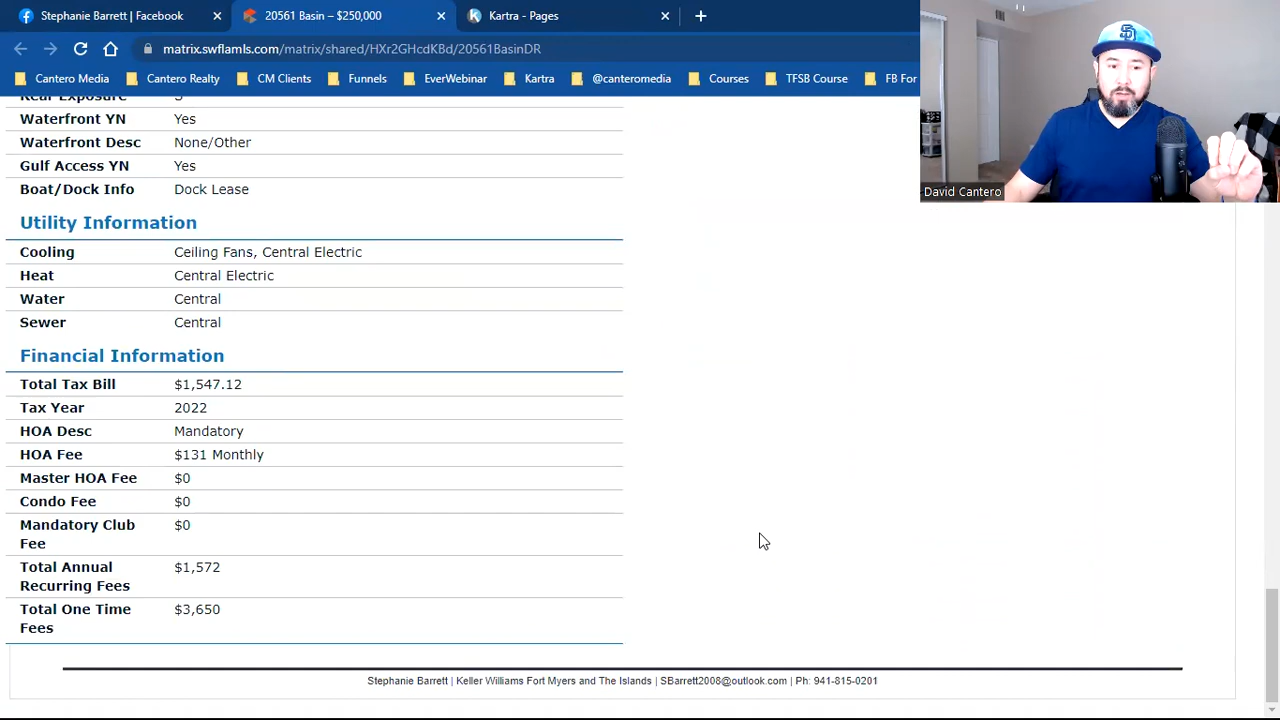 Stephanie Barrett | Facebook
20561 Basin – $250,000
Kartra - Pages
matrix.swflamls.com/matrix/shared/HXr2GHcdKBd/20561BasinDR
Cantero Media
Cantero Realty
CM Clients
Funnels
EverWebinar
Kartra
@canteromedia
Courses
TFSB Course
FB For
David Cantero
Rear Exposure S
Waterfront YN Yes
Waterfront Desc None/Other
Gulf Access YN Yes
Boat/Dock Info Dock Lease
Utility Information
Cooling Ceiling Fans, Central Electric
Heat Central Electric
Water Central
Sewer Central
Financial Information
Total Tax Bill $1,547.12
Tax Year 2022
HOA Desc Mandatory
HOA Fee $131 Monthly
Master HOA Fee $0
Condo Fee $0
Mandatory Club $0
Fee
Total Annual $1,572
Recurring Fees
Total One Time $3,650
Fees
Stephanie Barrett | Keller Williams Fort Myers and The Islands | SBarrett2008@outlook.com | Ph: 941-815-0201